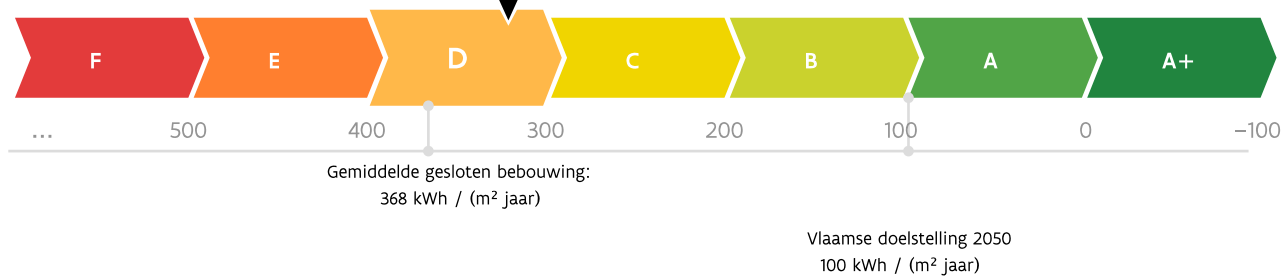 F E D C B A A+
... 500 400 300 200 100 0 −100
Gemiddelde gesloten bebouwing:
368 kWh / (m² jaar)
Vlaamse doelstelling 2050
100 kWh / (m² jaar)